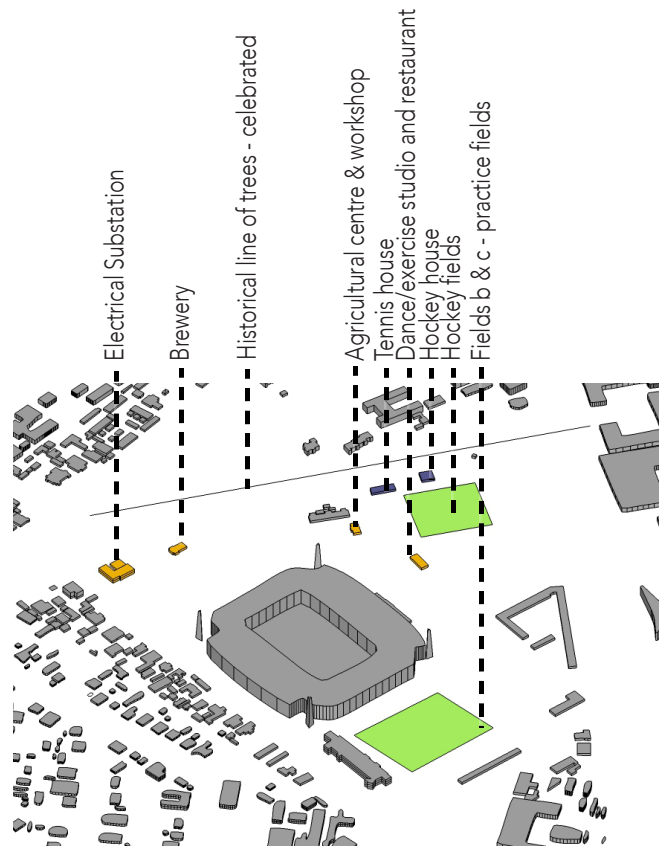 Electrical Substation
Brewery
Historical line of trees - celebrated
Agricultural centre & workshop
Tennis house
Dance/exercise studio and restaurant
Hockey house
Hockey fields
Fields b & c - practice fields